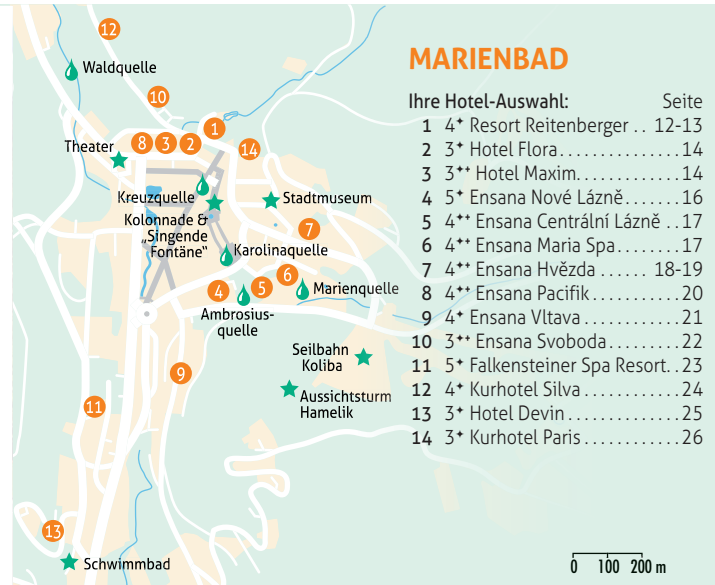 MARIENBAD
Ihre Hotel-Auswahl: Seite
1 4✦ Resort Reitenberger . . 12-13
2 3✦ Hotel Flora . . . . . . . . . . . . . 14
3 3✦✦ Hotel Maxim. . . . . . . . . . . . 14
4 5✦ Ensana Nové Lázně. . . . . . 16
5 4✦✦ Ensana Centrální Lázně . . 17
6 4✦✦ Ensana Maria Spa. . . . . . . 17
7 4✦✦ Ensana Hvězda . . . . . . 18-19
8 4✦✦ Ensana Pacifik . . . . . . . . . . 20
9 4✦ Ensana Vltava . . . . . . . . . . 21
10 3✦✦ Ensana Svoboda. . . . . . . . . 22
11 5✦ Falkensteiner Spa Resort. . 23
12 4✦ Kurhotel Silva . . . . . . . . . . 24
13 3✦ Hotel Devin . . . . . . . . . . . . 25
14 3✦ Kurhotel Paris . . . . . . . . . . 26
12
Waldquelle
10
1
Theater
8 3 2
14
Kreuzquelle
Stadtmuseum
Kolonnade &
„Singende
Fontäne"
7
Karolinaquelle
6
4 5
Marienquelle
Ambrosius-
quelle
Seilbahn
Koliba
9
Aussichtsturm
Hamelik
11
13
Schwimmbad
0 100 200 m